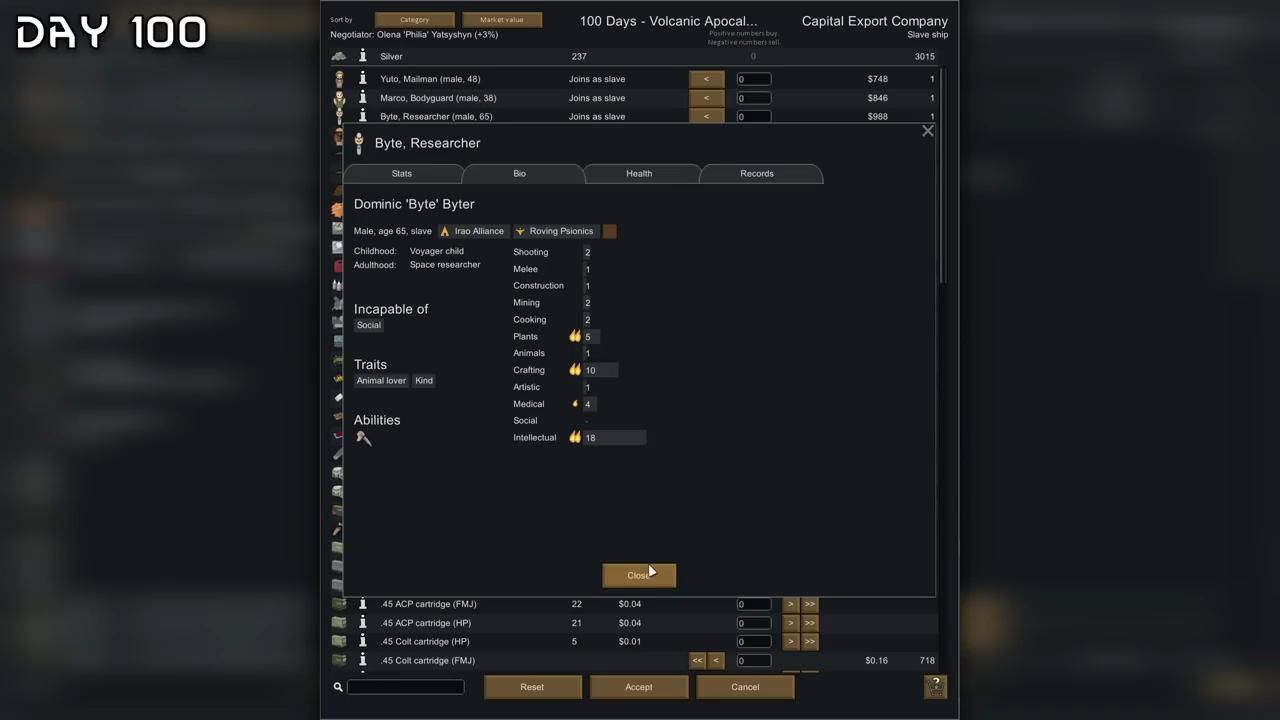 DAY 100
Sort by
Category
Market value
100 Days - Volcanic Apocal...
Capital Export Company
Negotiator: Olena 'Philia' Yatsyshyn (+3%)
Positive numbers buy.
Negative numbers sell.
Slave ship
Silver 237 0 3015
Yuto, Mailman (male, 48) Joins as slave < 0 $748 1
Marco, Bodyguard (male, 38) Joins as slave < 0 $846 1
Byte, Researcher (male, 65) Joins as slave < 0 $988 1
Byte, Researcher
Stats
Bio
Health
Records
Dominic 'Byte' Byter
Male, age 65, slave Irao Alliance Roving Psionics
Childhood: Voyager child
Adulthood: Space researcher
Incapable of
Social
Traits
Animal lover Kind
Abilities
Shooting 2
Melee 1
Construction 1
Mining 2
Cooking 2
Plants 5
Animals 1
Crafting 10
Artistic 1
Medical 4
Social -
Intellectual 18
Close
.45 ACP cartridge (FMJ) 22 $0.04 0 > >>
.45 ACP cartridge (HP) 21 $0.04 0 > >>
.45 Colt cartridge (HP) 5 $0.01 0 > >>
.45 Colt cartridge (FMJ) << < 0 $0.16 718
Reset
Accept
Cancel